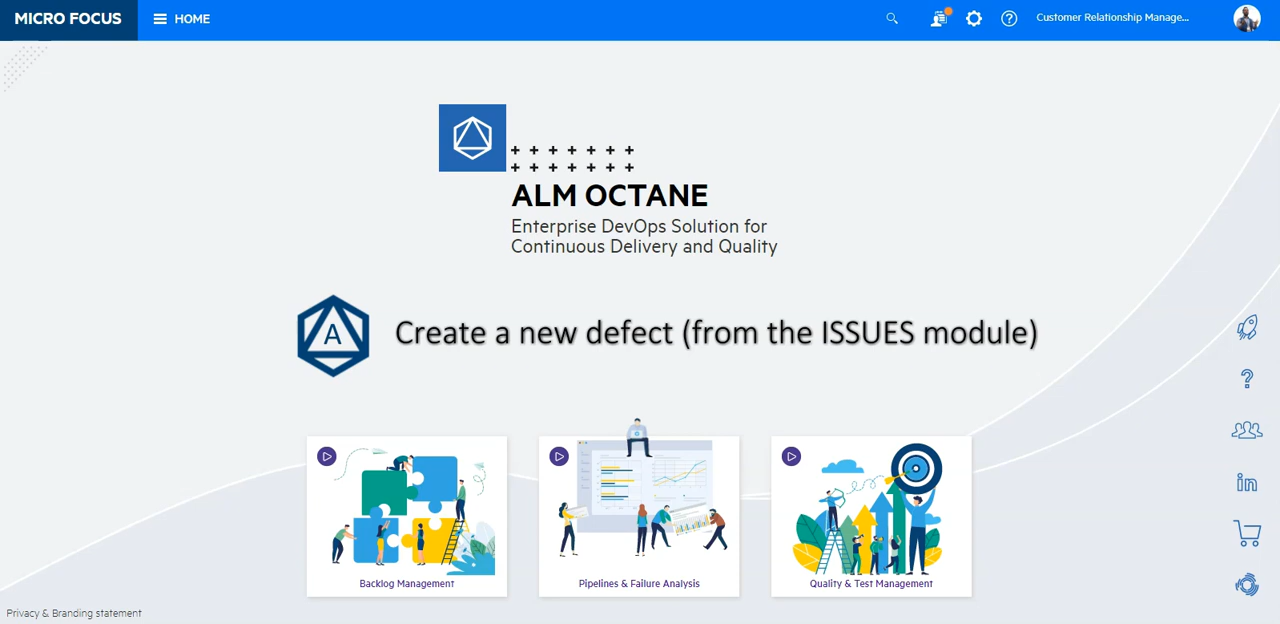 MICRO FOCUS
HOME
Customer Relationship Manage...
ALM OCTANE
Enterprise DevOps Solution for
Continuous Delivery and Quality
A
Create a new defect (from the ISSUES module)
Backlog Management
Pipelines & Failure Analysis
Quality & Test Management
Privacy & Branding statement